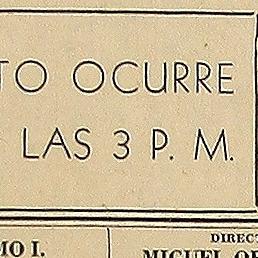 TO OCURRE
LAS 3 P. M.
MO I.
DIRECT
MIGUEL OR